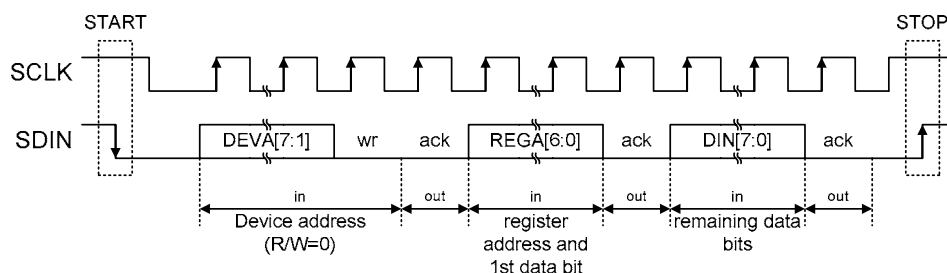 START STOP
SCLK
SDIN DEVA[7:1] wr ack REGA[6:0] ack DIN[7:0] ack
in out in out in out
Device address register remaining data
(R/W=0) address and bits
1st data bit